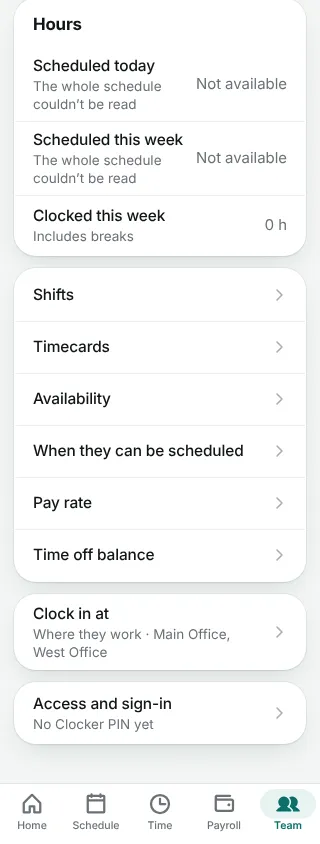 Hours
Scheduled today
The whole schedule
couldn't be read
Not available
Scheduled this week
The whole schedule
couldn't be read
Not available
Clocked this week
Includes breaks
0 h
Shifts
Timecards
Availability
When they can be scheduled
Pay rate
Time off balance
Clock in at
Where they work · Main Office,
West Office
Access and sign-in
No Clocker PIN yet
Home
Schedule
Time
Payroll
Team